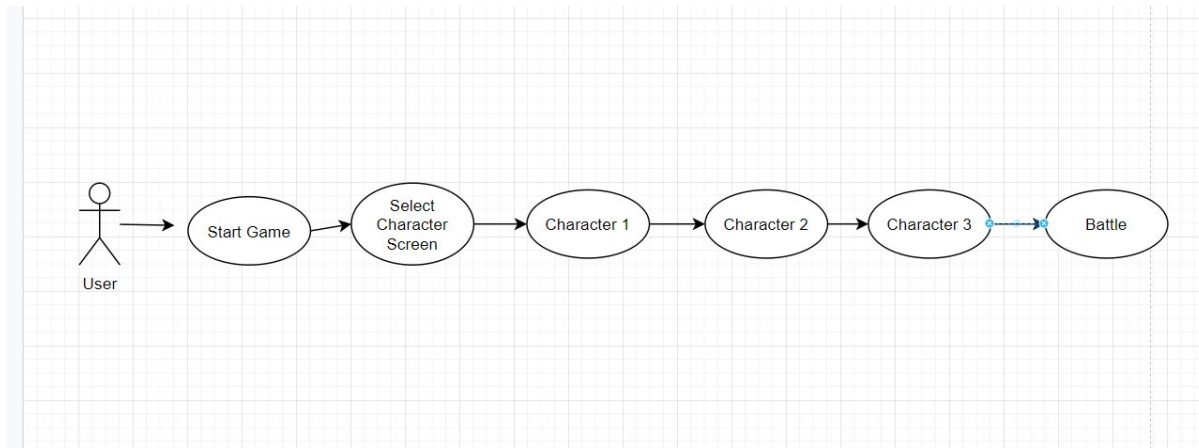 User
Start Game
Select
Character
Screen
Character 1
Character 2
Character 3
Battle